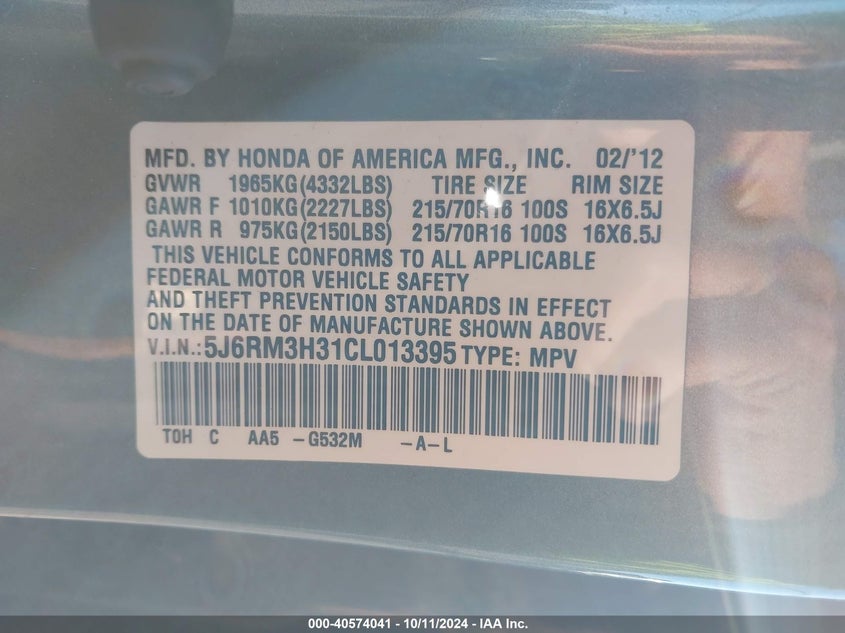 MFD. BY HONDA OF AMERICA MFG., INC. 02/'12
GVWR 1965KG(4332LBS) TIRE SIZE RIM SIZE
GAWR F 1010KG(2227LBS) 215/70R16 100S 16X6.5J
GAWR R 975KG(2150LBS) 215/70R16 100S 16X6.5J
THIS VEHICLE CONFORMS TO ALL APPLICABLE
FEDERAL MOTOR VEHICLE SAFETY
AND THEFT PREVENTION STANDARDS IN EFFECT
ON THE DATE OF MANUFACTURE SHOWN ABOVE.
V.I.N.: 5J6RM3H31CL013395 TYPE: MPV
TOH C AA5 -G532M -A-L
000-40574041 - 10/11/2024 - IAA Inc.